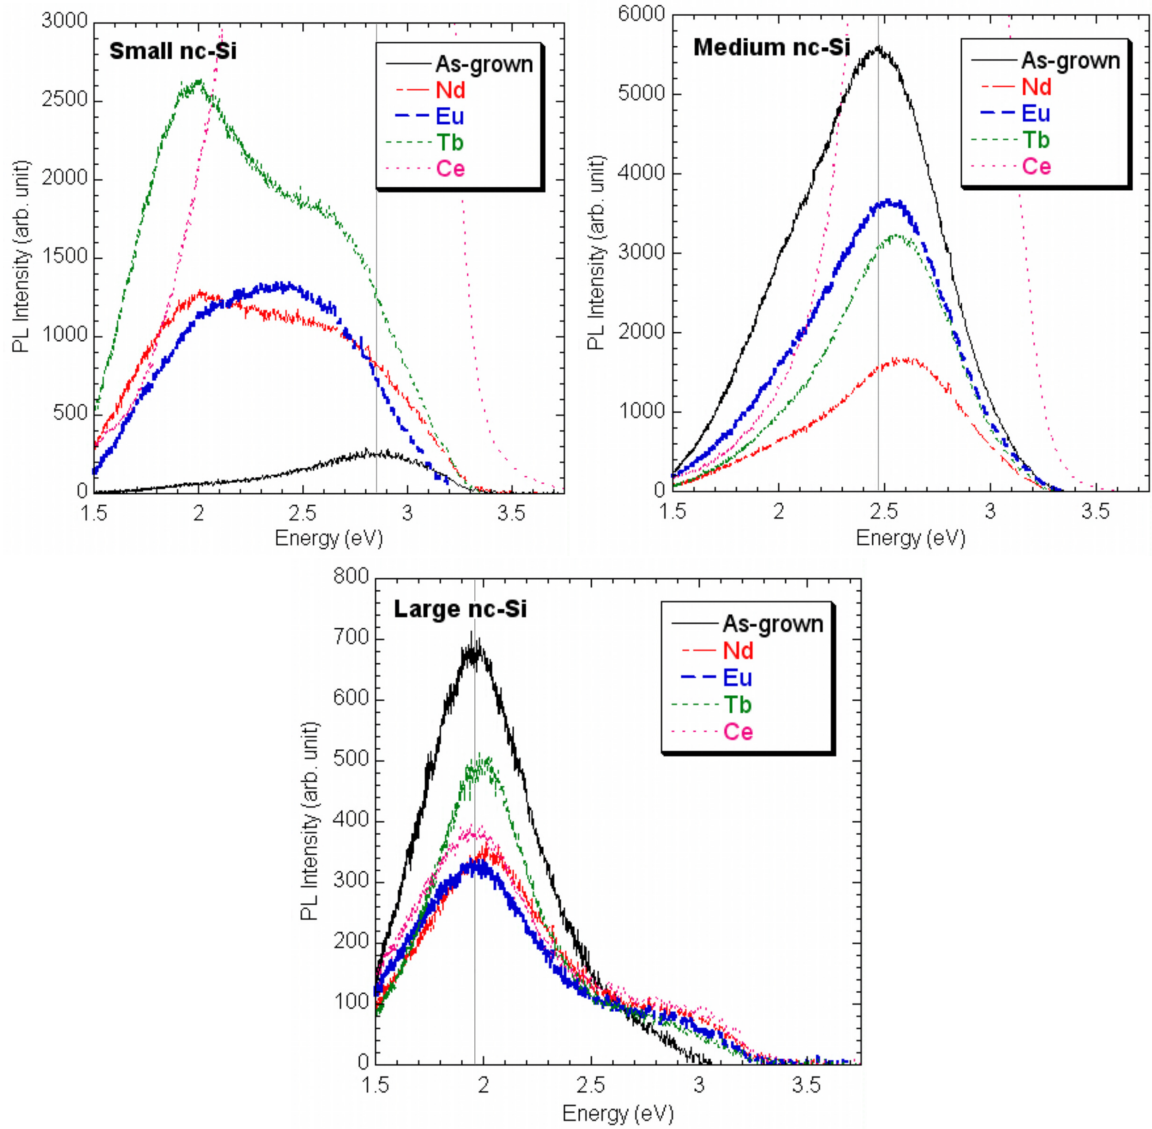 Small nc-Si
As-grown
Nd
Eu
Tb
Ce
PL Intensity (arb. unit)
3000
2500
2000
1500
1000
500
0
1.5 2 2.5 3 3.5
Energy (eV)
Medium nc-Si
As-grown
Nd
Eu
Tb
Ce
PL Intensity (arb. unit)
6000
5000
4000
3000
2000
1000
0
1.5 2 2.5 3 3.5
Energy (eV)
Large nc-Si
As-grown
Nd
Eu
Tb
Ce
PL Intensity (arb. unit)
800
700
600
500
400
300
200
100
0
1.5 2 2.5 3 3.5
Energy (eV)